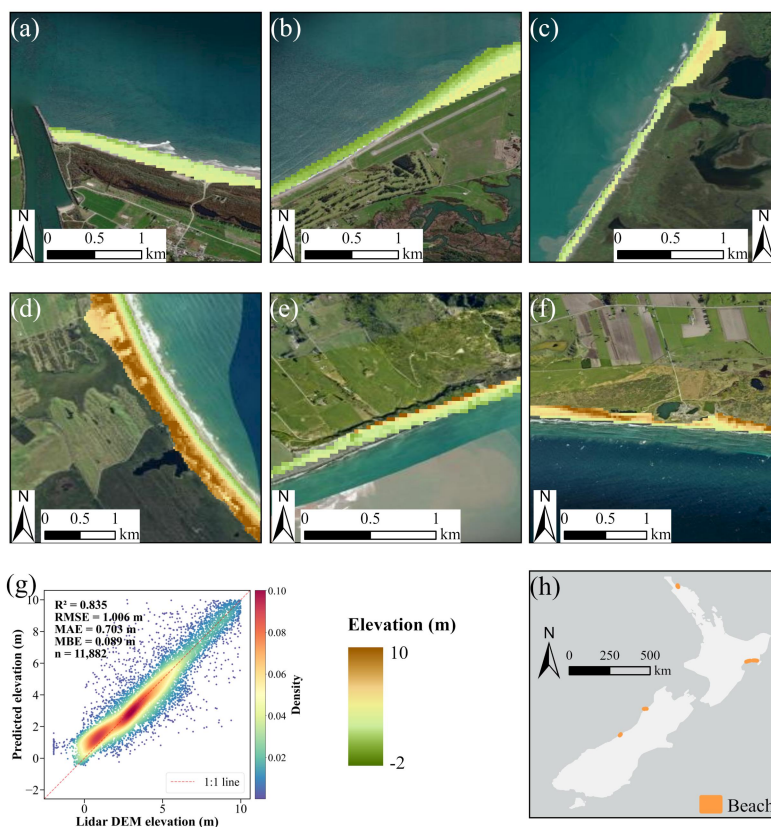 (a)
N
0 0.5 1
km
(b)
N
0 0.5 1
km
(c)
N
0 0.5 1
km
(d)
N
0 0.5 1
km
(e)
N
0 0.5 1
km
(f)
N
0 0.5 1
km
(g)
R² = 0.835
RMSE = 1.006 m
MAE = 0.703 m
MBE = 0.089 m
n = 11,882
Predicted elevation (m)
10
8
6
4
2
0
−2
0 5 10
Lidar DEM elevation (m)
1:1 line
0.10
0.08
0.06
0.04
0.02
Density
Elevation (m)
10
-2
(h)
N
0 250 500
km
Beach